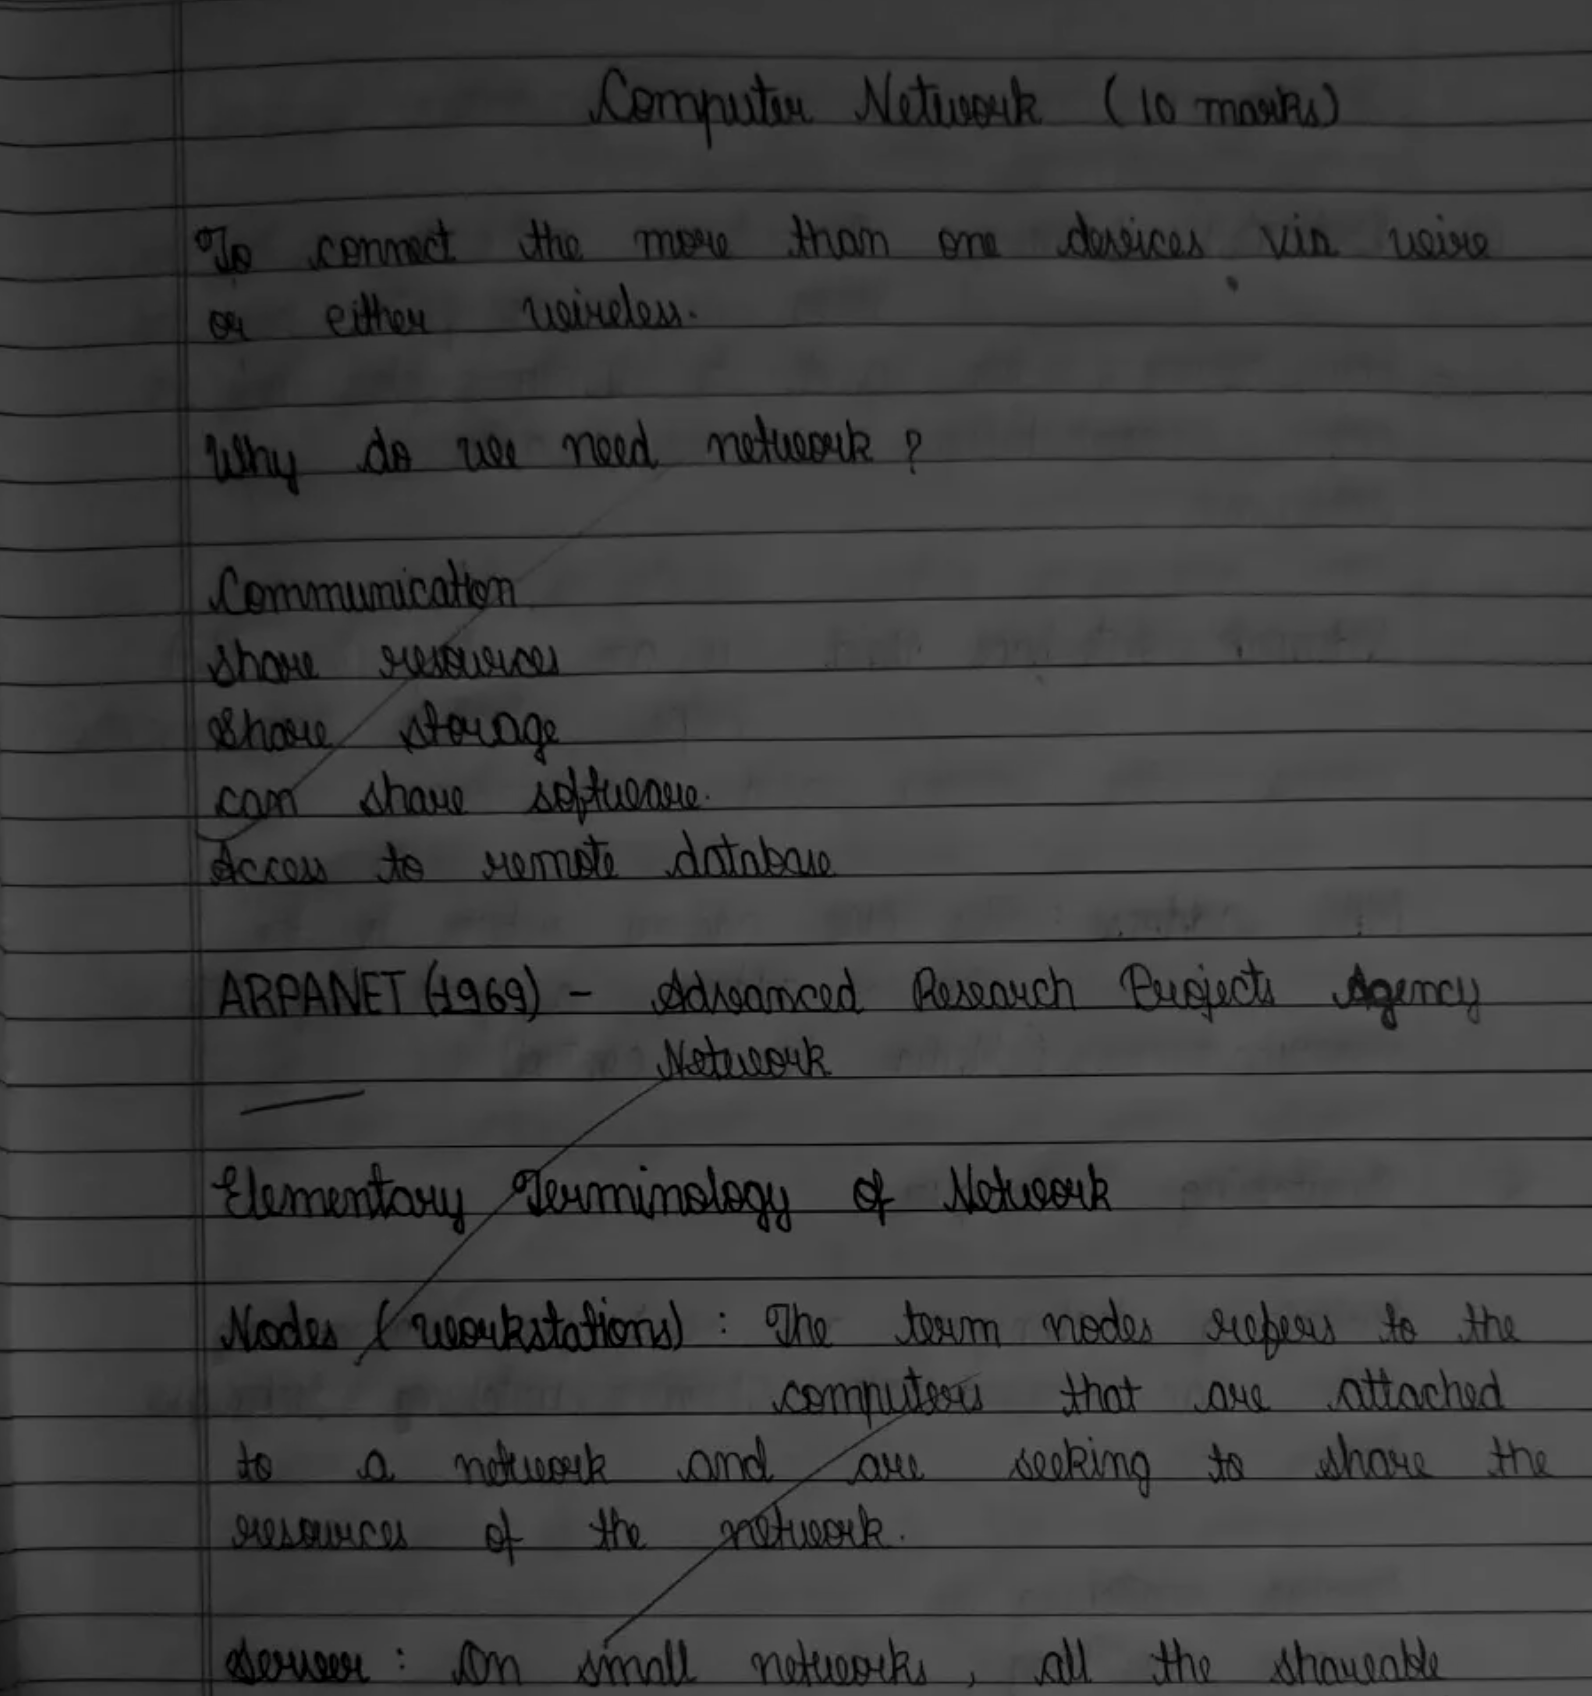 Computer Network (10 marks)
To connect the more than one devices via wire
or either wireless.
Why do we need network ?
Communication
Share resources
Share storage
can share software.
Access to remote database
ARPANET (1969) - Advanced Research Projects Agency
Network
Elementary Terminology of Network
Nodes (workstations) : The term nodes refers to the
computers that are attached
to a network and are seeking to share the
resources of the network.
Server : On small networks, all the shareable